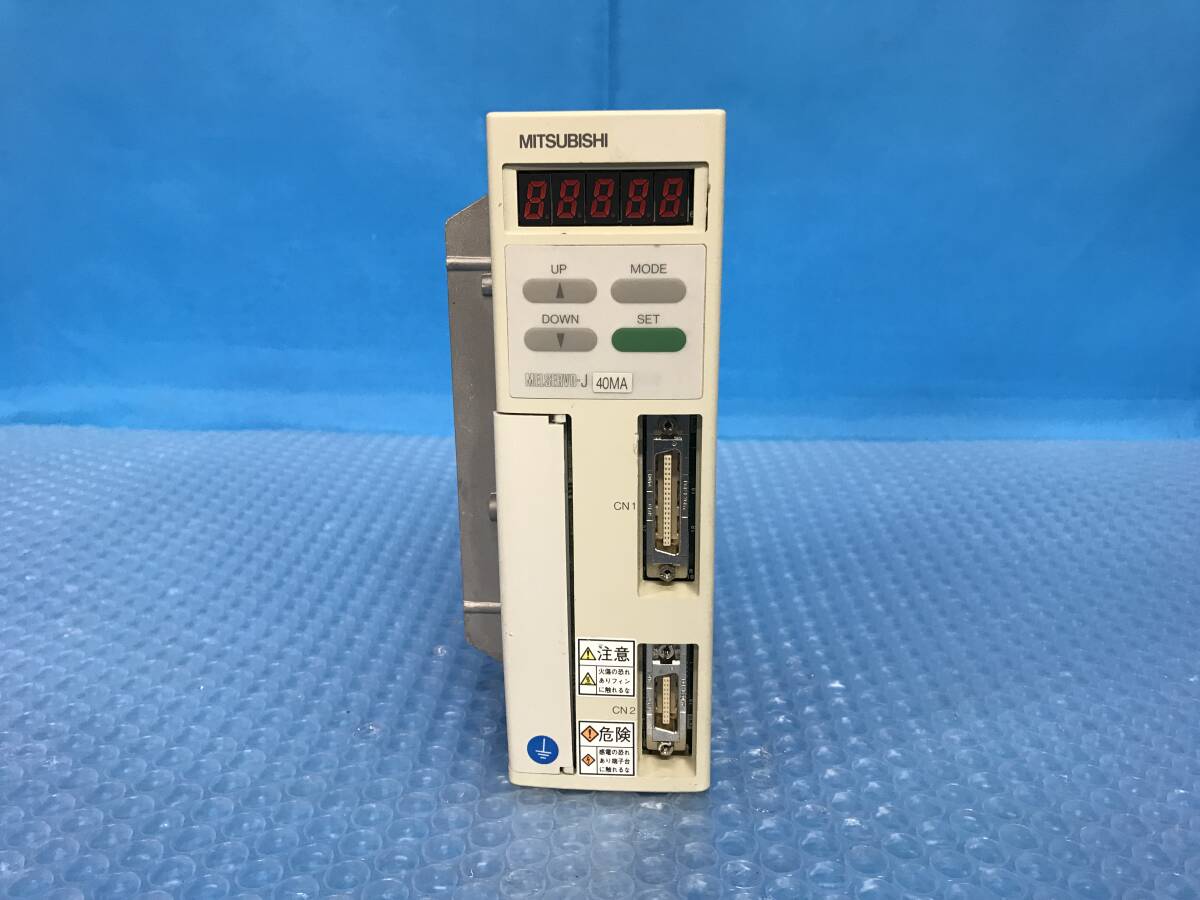 MITSUBISHI
88888
UP
MODE
▲
DOWN
SET
▼
MELSERVO-J 40MA
CN1
注意
火傷の恐れ
ありフィン
に触れるな
CN2
危険
感電の恐れ
あり端子台
に触れるな